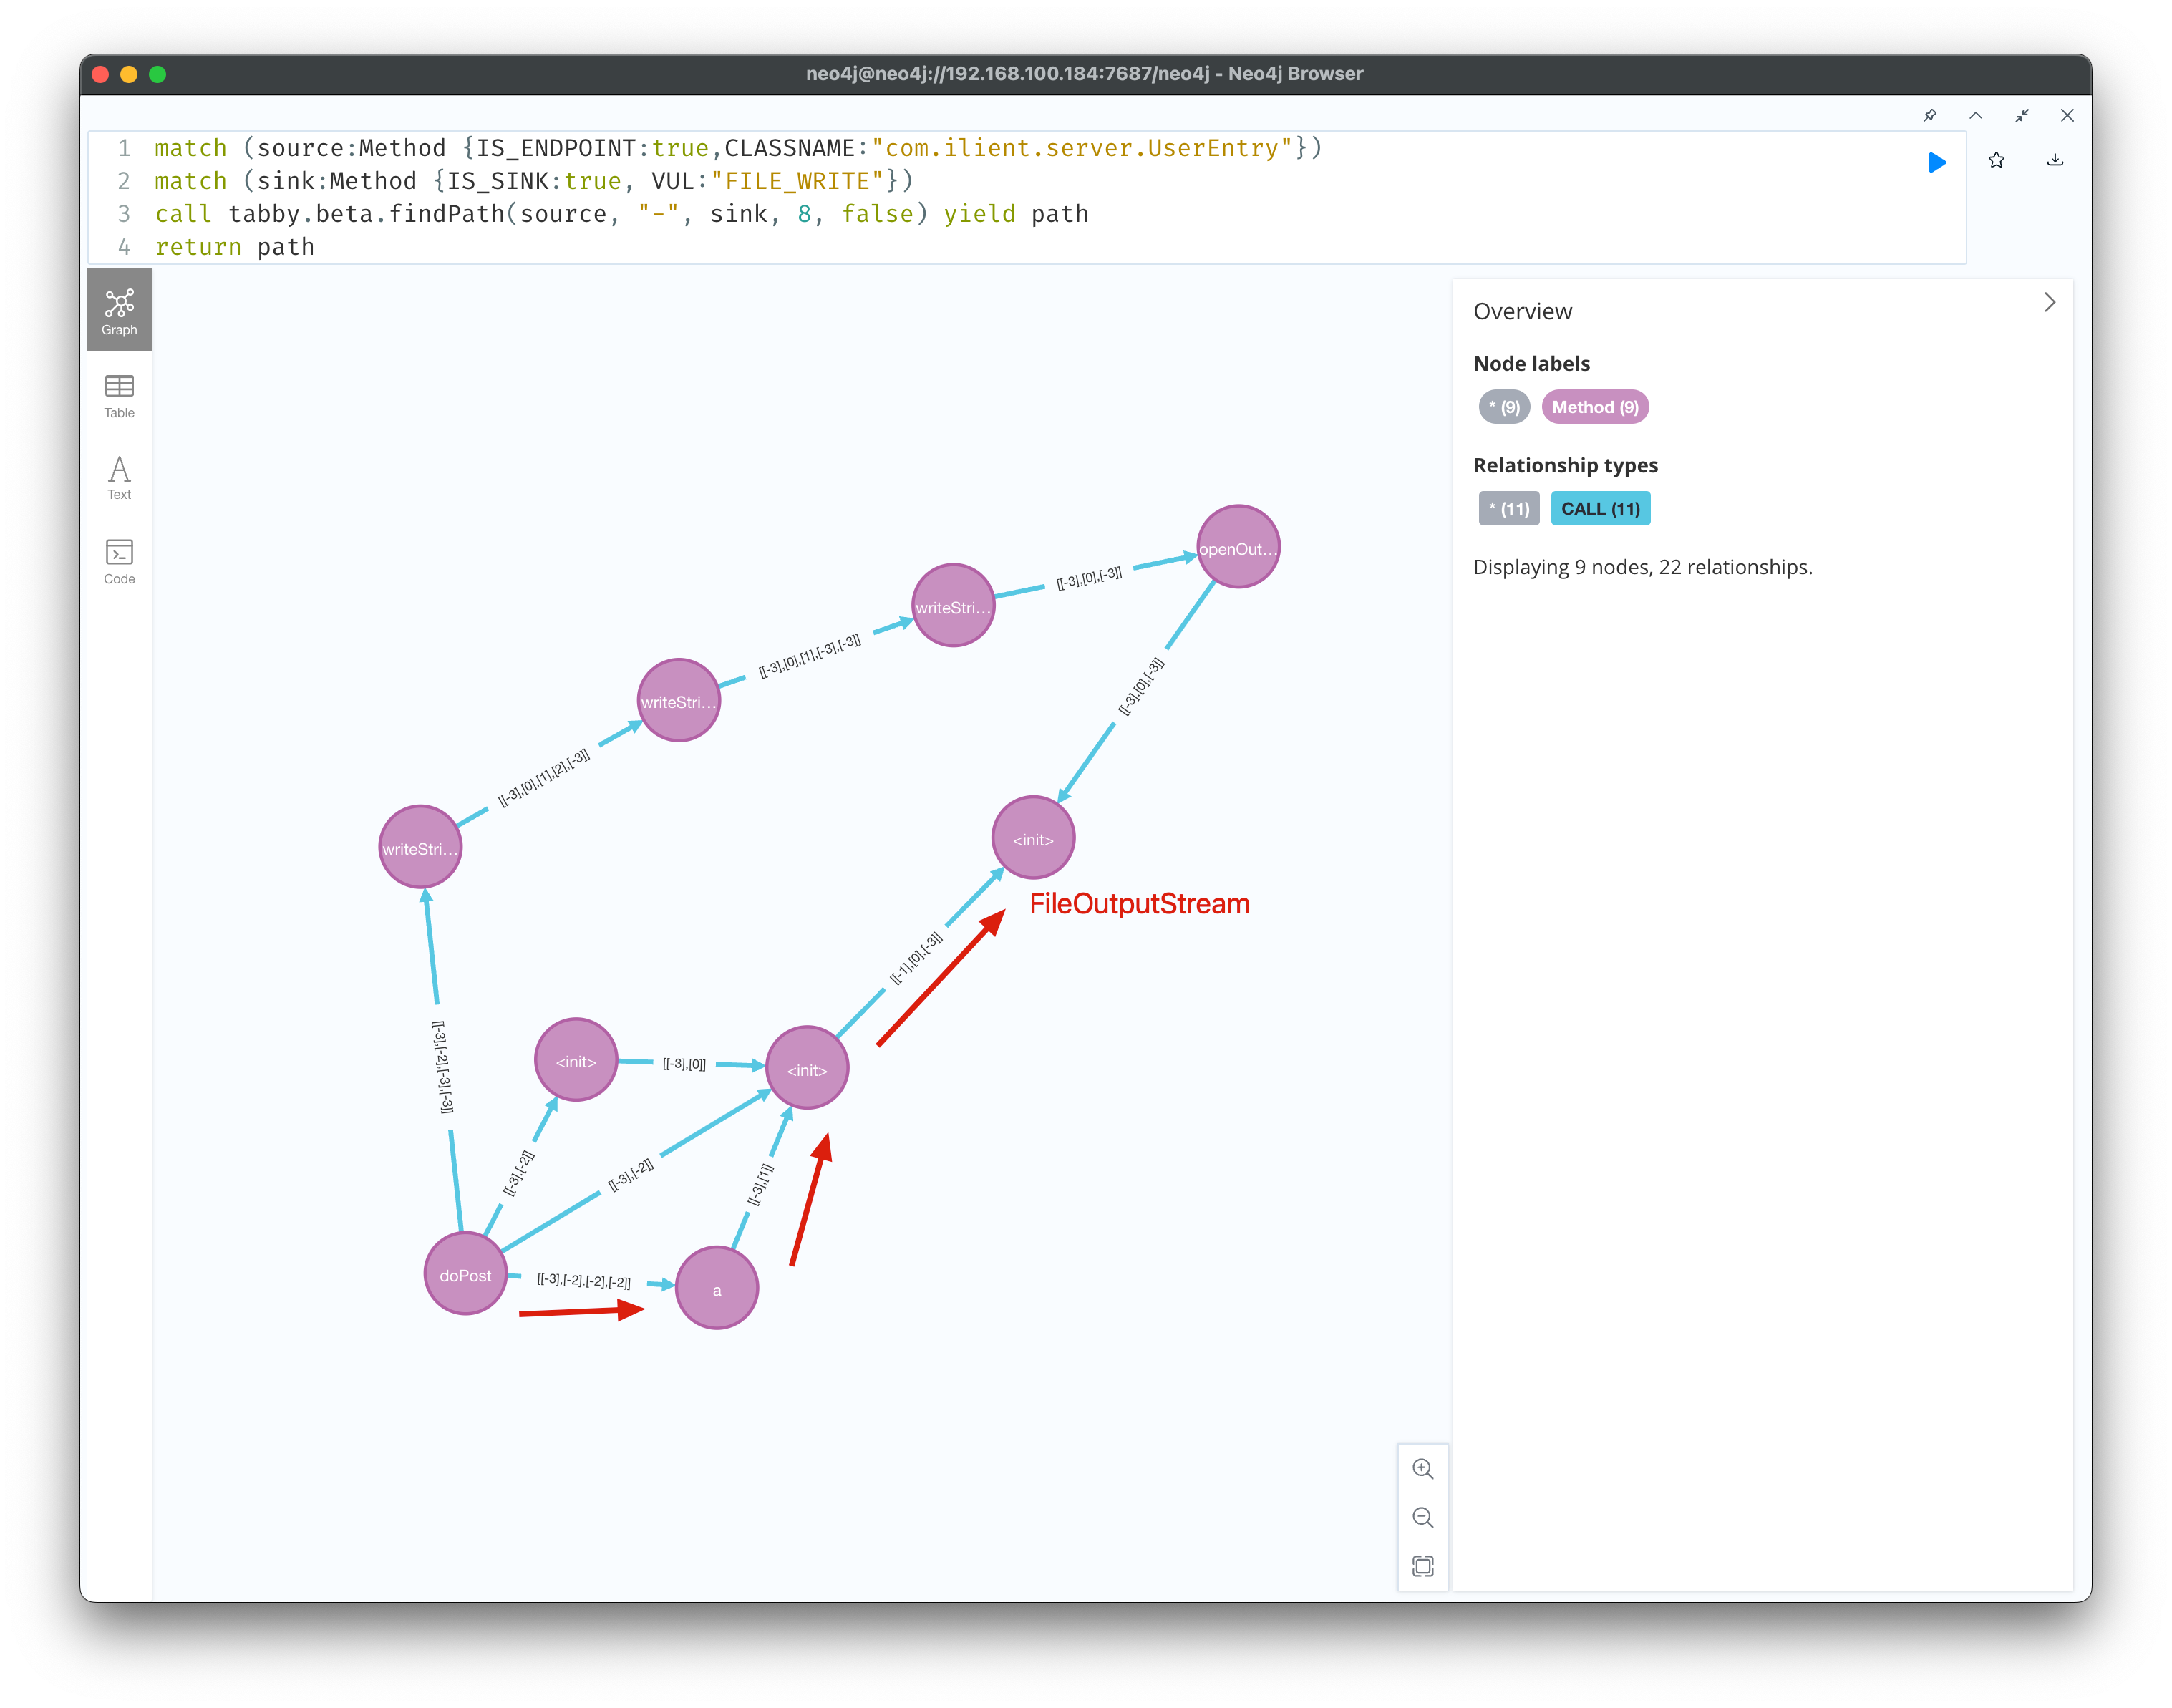 neo4j@neo4j://192.168.100.184:7687/neo4j - Neo4j Browser
1 match (source:Method {IS_ENDPOINT:true,CLASSNAME:"com.ilient.server.UserEntry"})
2 match (sink:Method {IS_SINK:true, VUL:"FILE_WRITE"})
3 call tabby.beta.findPath(source, "-", sink, 8, false) yield path
4 return path
Graph
Table
Text
Code
Overview
Node labels
* (9) Method (9)
Relationship types
* (11) CALL (11)
Displaying 9 nodes, 22 relationships.
openOut...
[[-3],[0],[-3]]
writeStri...
[[-3],[0],[1],[-3],[-3]]
writeStri...
[[-3],[0],[-3]]
[[-3],[0],[1],[2],[-3]]
writeStri...
<init>
FileOutputStream
[[-1],[0],[-3]]
[[-3],[-2],[-3],[-3]]
<init>
[[-3],[0]]
<init>
[[-3],[-2]]
[[-3],[-2]]
[[-3],[1]]
doPost
[[-3],[-2],[-2],[-2]]
a